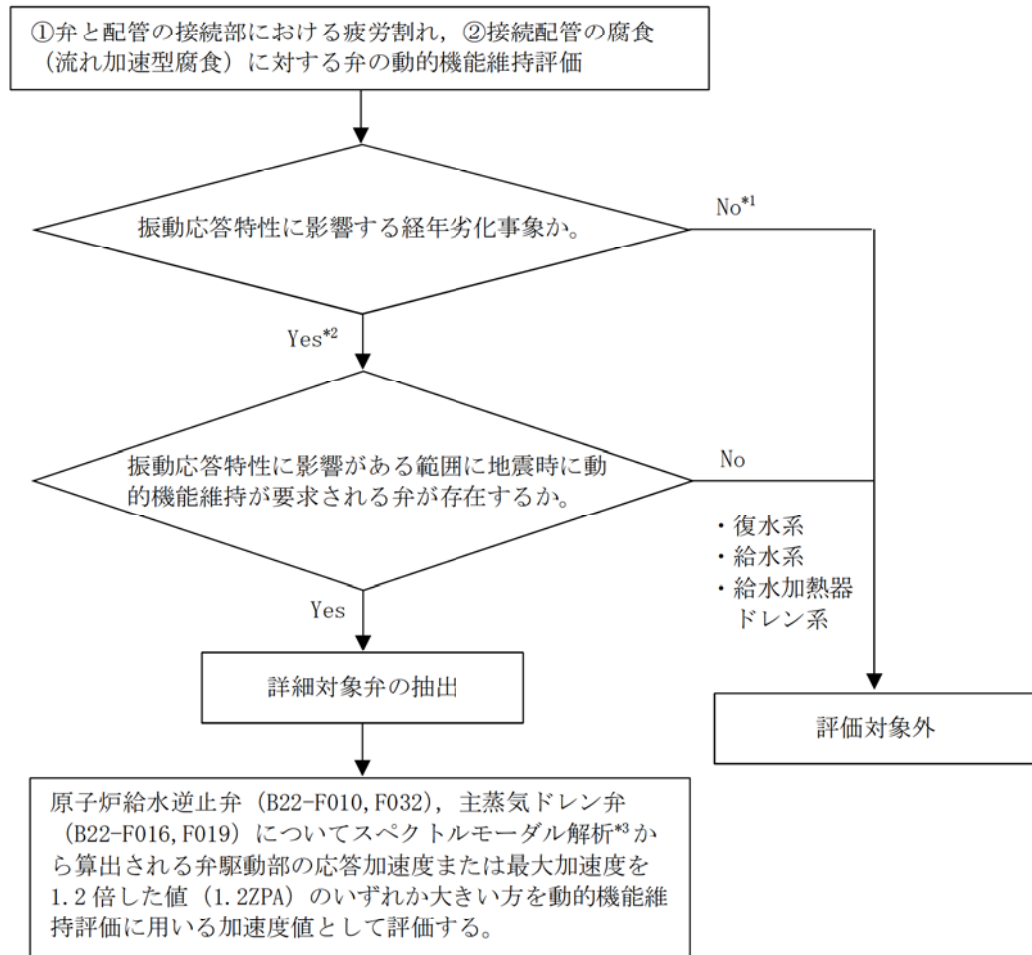 ①弁と配管の接続部における疲労割れ，②接続配管の腐食
（流れ加速型腐食）に対する弁の動的機能維持評価
振動応答特性に影響する経年劣化事象か。
No*1
Yes*2
振動応答特性に影響がある範囲に地震時に動
的機能維持が要求される弁が存在するか。
No
・復水系
・給水系
・給水加熱器
ドレン系
Yes
詳細対象弁の抽出
評価対象外
原子炉給水逆止弁（B22-F010,F032），主蒸気ドレン弁
（B22-F016,F019）についてスペクトルモーダル解析*3か
ら算出される弁駆動部の応答加速度または最大加速度を
1.2倍した値（1.2ZPA）のいずれか大きい方を動的機能維
持評価に用いる加速度値として評価する。